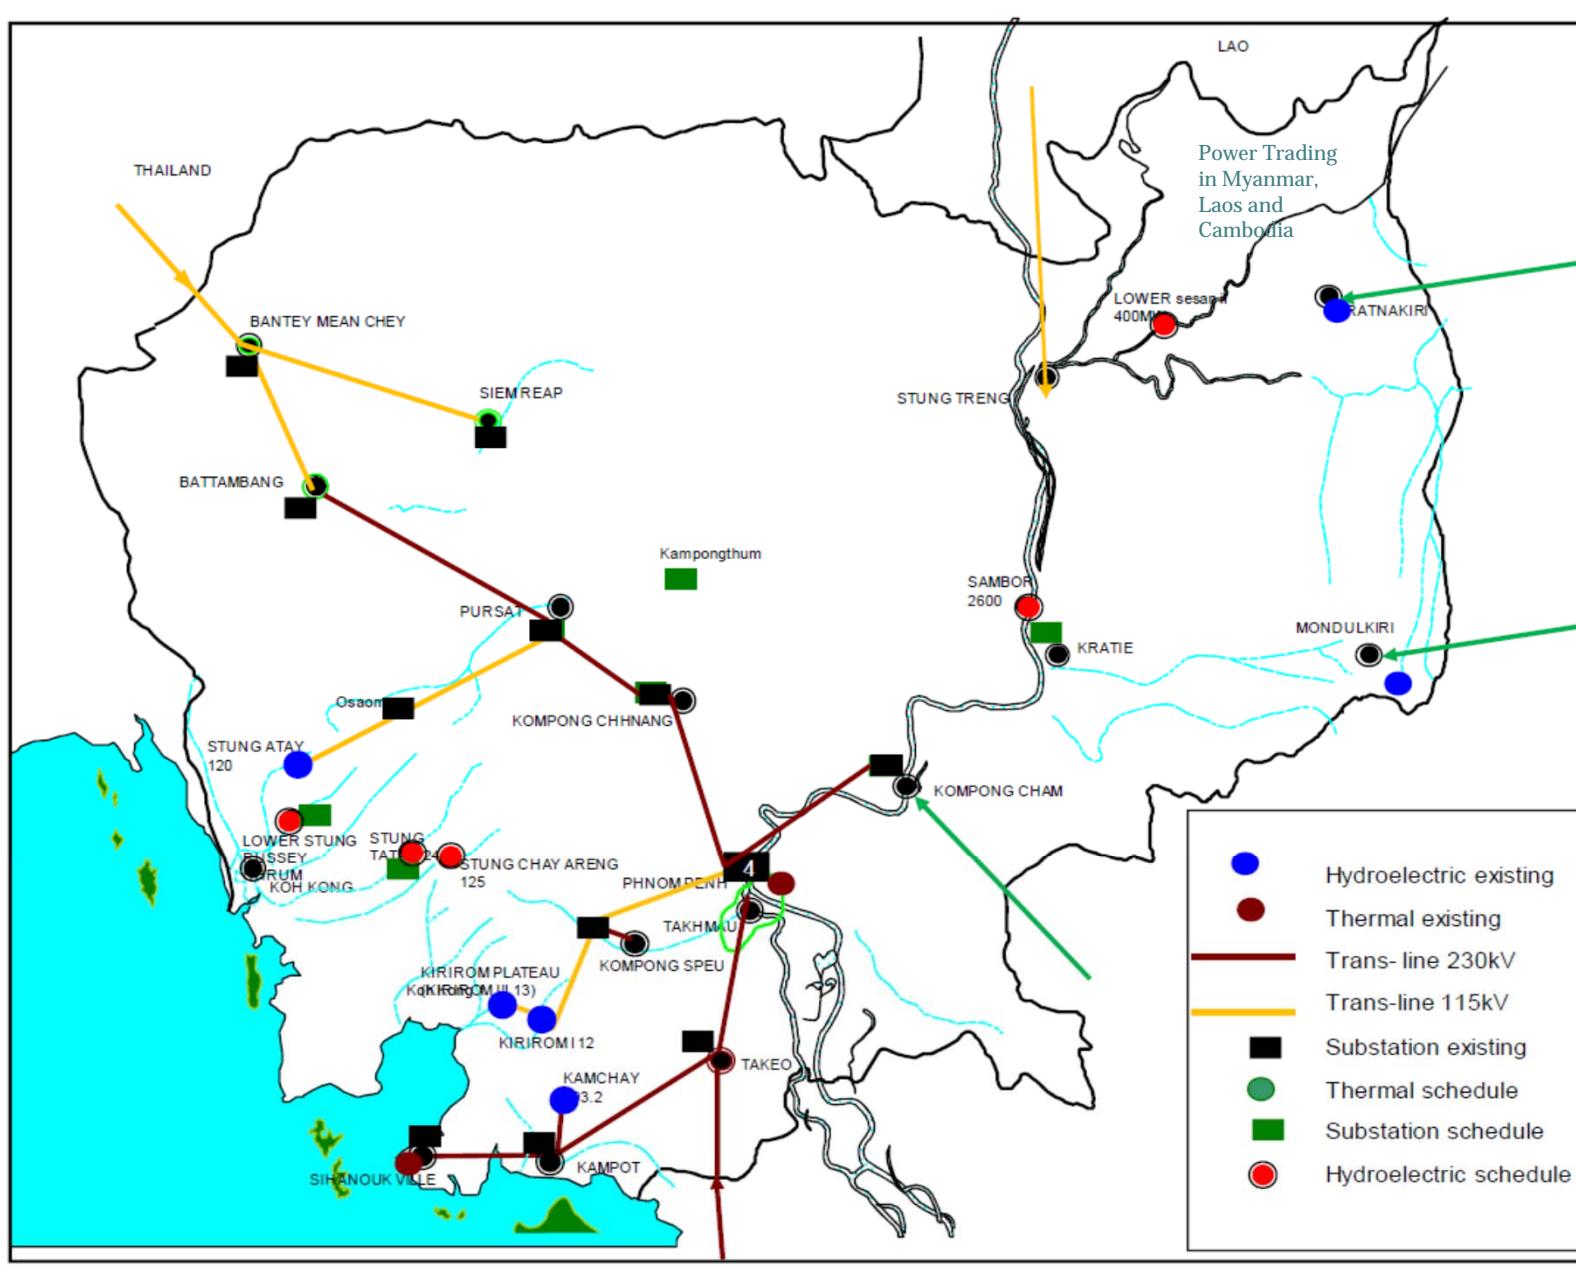 LAO
Power Trading
in Myanmar,
Laos and
Cambodia
THAILAND
BANTEY MEAN CHEY
LOWER sesan II
400MW
RATNAKIRI
SIEM REAP
STUNG TRENG
BATTAMBANG
Kampongthum
SAMBOR
2600
PURSAT
MONDULKIRI
KRATIE
Osaom
KOMPONG CHHNANG
STUNG ATAY
120
KOMPONG CHAM
LOWER STUNG
RUSSEY
KOH KONG
STUNG
STUNG CHAY ARENG
125
4
PHNOM PENH
TAKHMAU
KOMPONG SPEU
KIRIROM PLATEAU
(KIRIROM III 13)
KIRIROM I 12
TAKEO
KAMCHAY
KAMPOT
SIHANOUK VILLE
Hydroelectric existing
Thermal existing
Trans- line 230kV
Trans-line 115kV
Substation existing
Thermal schedule
Substation schedule
Hydroelectric schedule